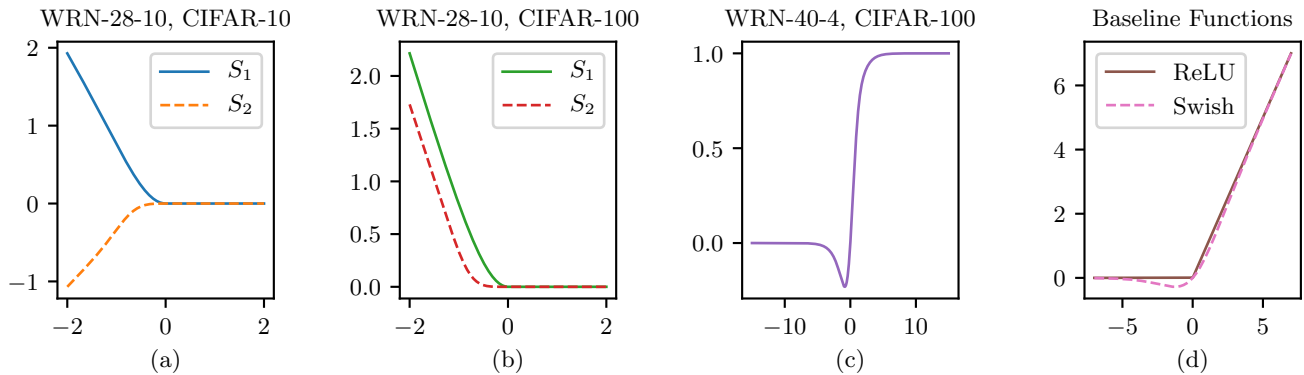 WRN-28-10, CIFAR-10
2
1
0
−1
−2
0
2
S1
S2
(a)
WRN-28-10, CIFAR-100
2.0
1.5
1.0
0.5
0.0
−2
0
2
S1
S2
(b)
WRN-40-4, CIFAR-100
1.0
0.5
0.0
−10
0
10
(c)
Baseline Functions
6
4
2
0
−5
0
5
ReLU
Swish
(d)